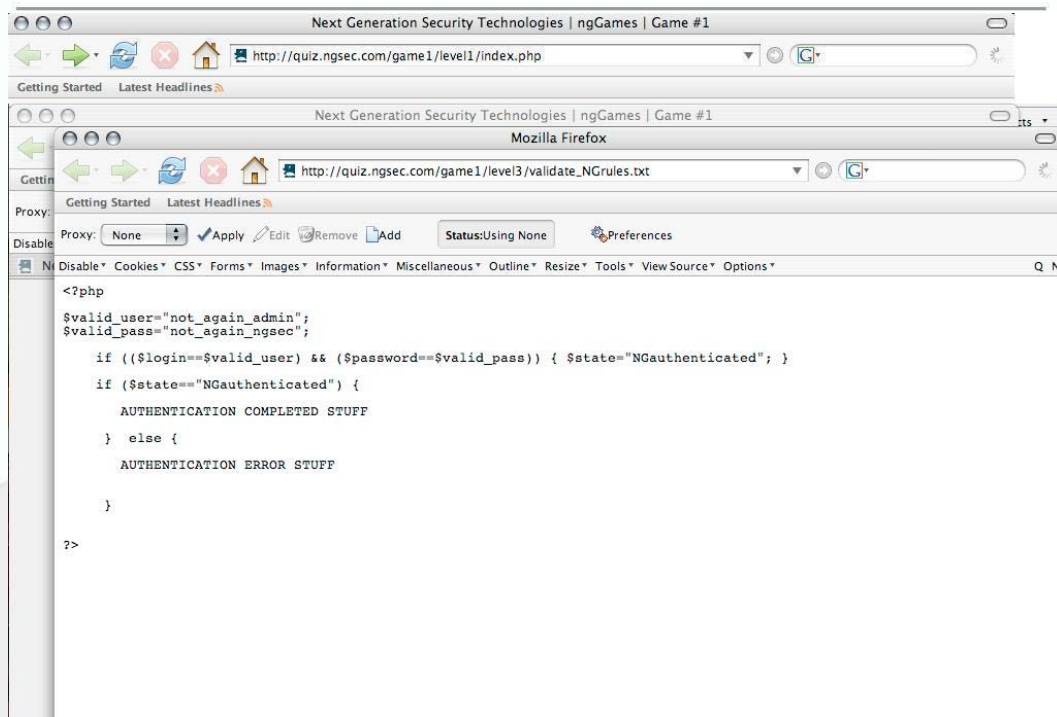 Next Generation Security Technologies | ngGames | Game #1
http://quiz.ngsec.com/game1/level1/index.php
G
Getting Started Latest Headlines
Next Generation Security Technologies | ngGames | Game #1
Mozilla Firefox
http://quiz.ngsec.com/game1/level3/validate_NGrules.txt
G
Getting Started Latest Headlines
Proxy: None Apply Edit Remove Add Status:Using None Preferences
Disable Cookies CSS Forms Images Information Miscellaneous Outline Resize Tools View Source Options
<?php
$valid_user="not_again_admin";
$valid_pass="not_again_ngsec";
if (($login==$valid_user) && ($password==$valid_pass)) { $state="NGauthenticated"; }
if ($state=="NGauthenticated") {
AUTHENTICATION COMPLETED STUFF
} else {
AUTHENTICATION ERROR STUFF
}
?>